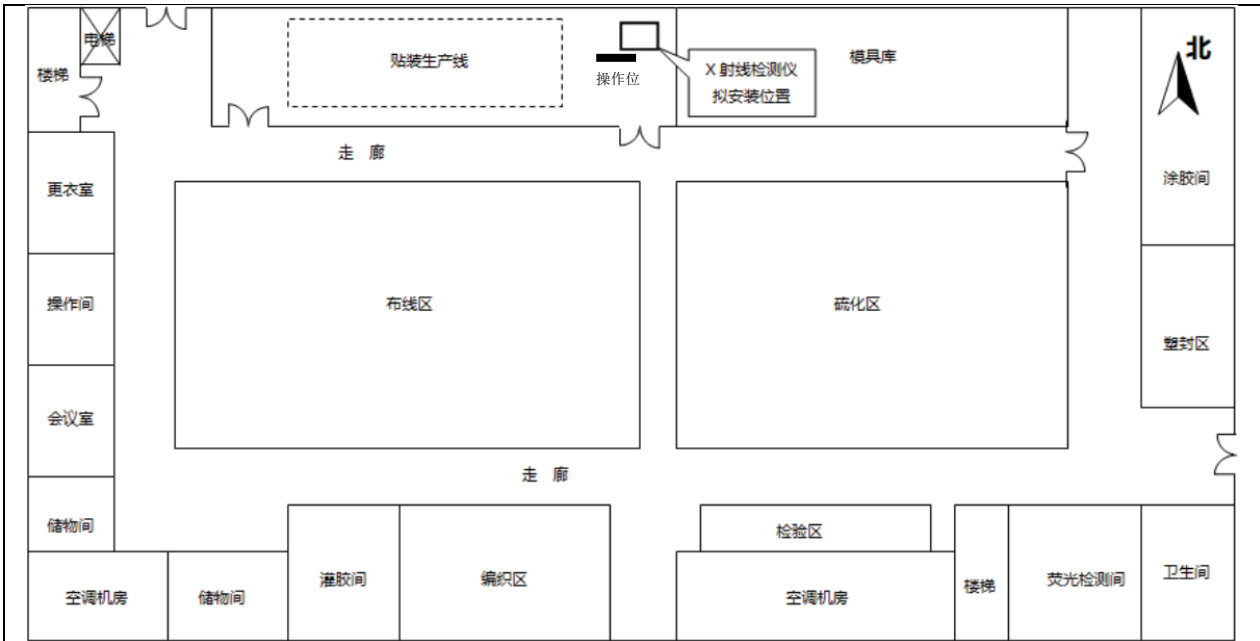 电梯
楼梯
贴装生产线
操作位
X 射线检测仪
拟安装位置
模具库
北
走 廊
更衣室
涂胶间
操作间
布线区
硫化区
塑封区
会议室
走 廊
储物间
检验区
空调机房
储物间
灌胶间
编织区
空调机房
楼梯
荧光检测间
卫生间